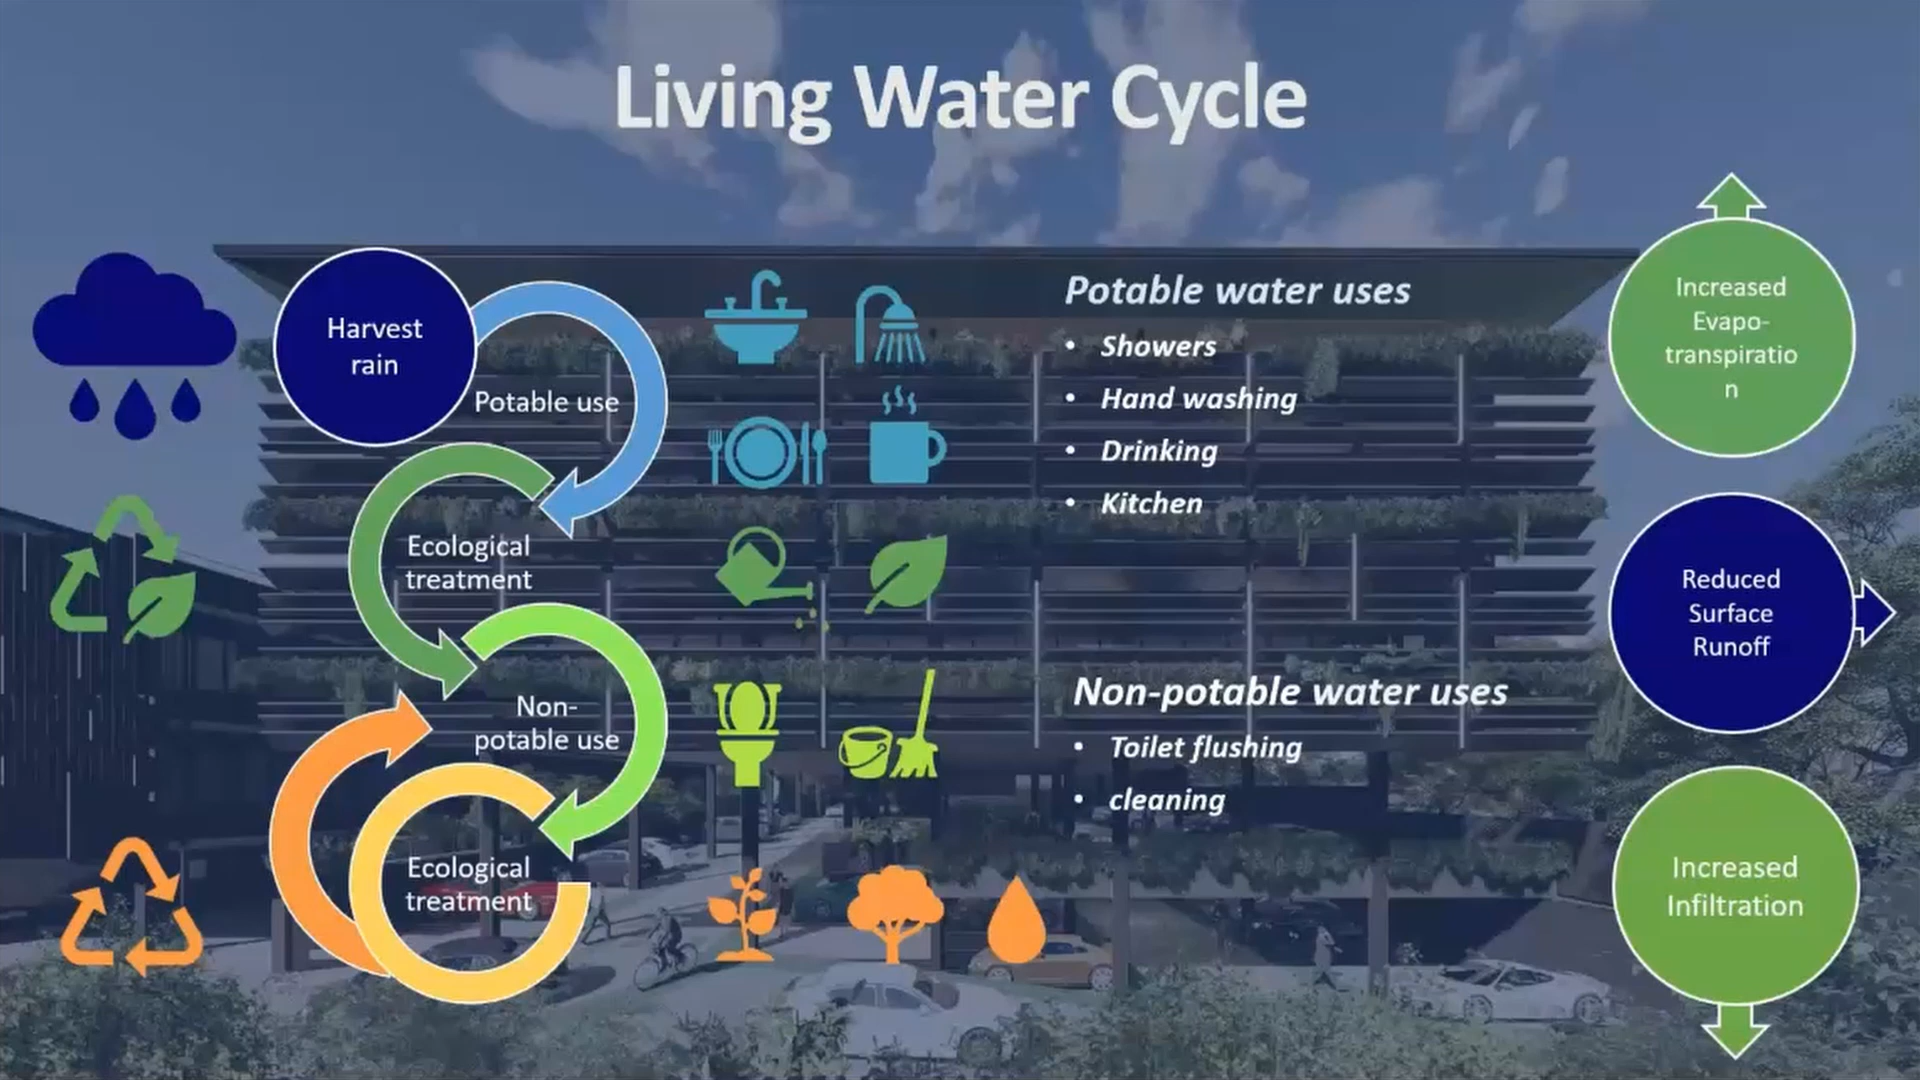 Living Water Cycle
Harvest
rain
Potable use
Ecological
treatment
Non-
potable use
Ecological
treatment
Potable water uses
• Showers
• Hand washing
• Drinking
• Kitchen
Non-potable water uses
• Toilet flushing
• cleaning
Increased
Evapo-
transpiratio
n
Reduced
Surface
Runoff
Increased
Infiltration